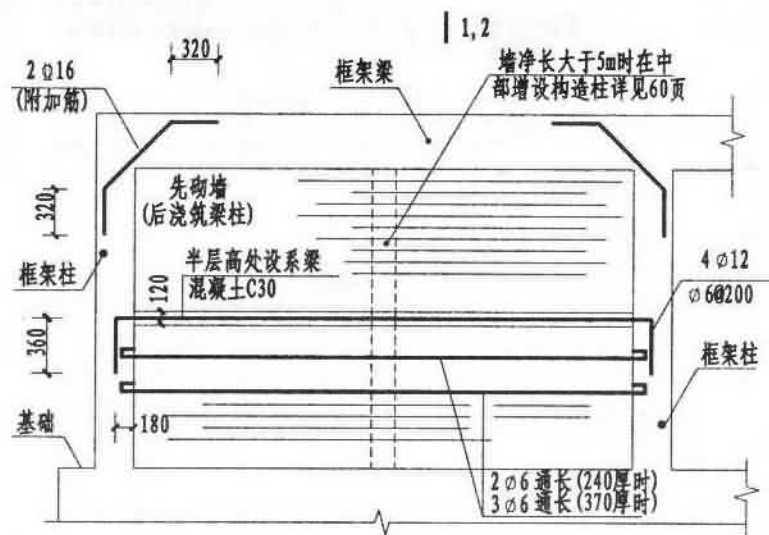 1,2
320
2⌀16
(附加筋)
框架梁
墙净长大于5m时在中
部增设构造柱详见60页
先砌墙
(后浇筑梁柱)
320
框架柱
半层高处设系梁
混凝土C30
120
4⌀12
⌀6@200
360
框架柱
基础
180
2⌀6通长(240厚时)
3⌀6通长(370厚时)